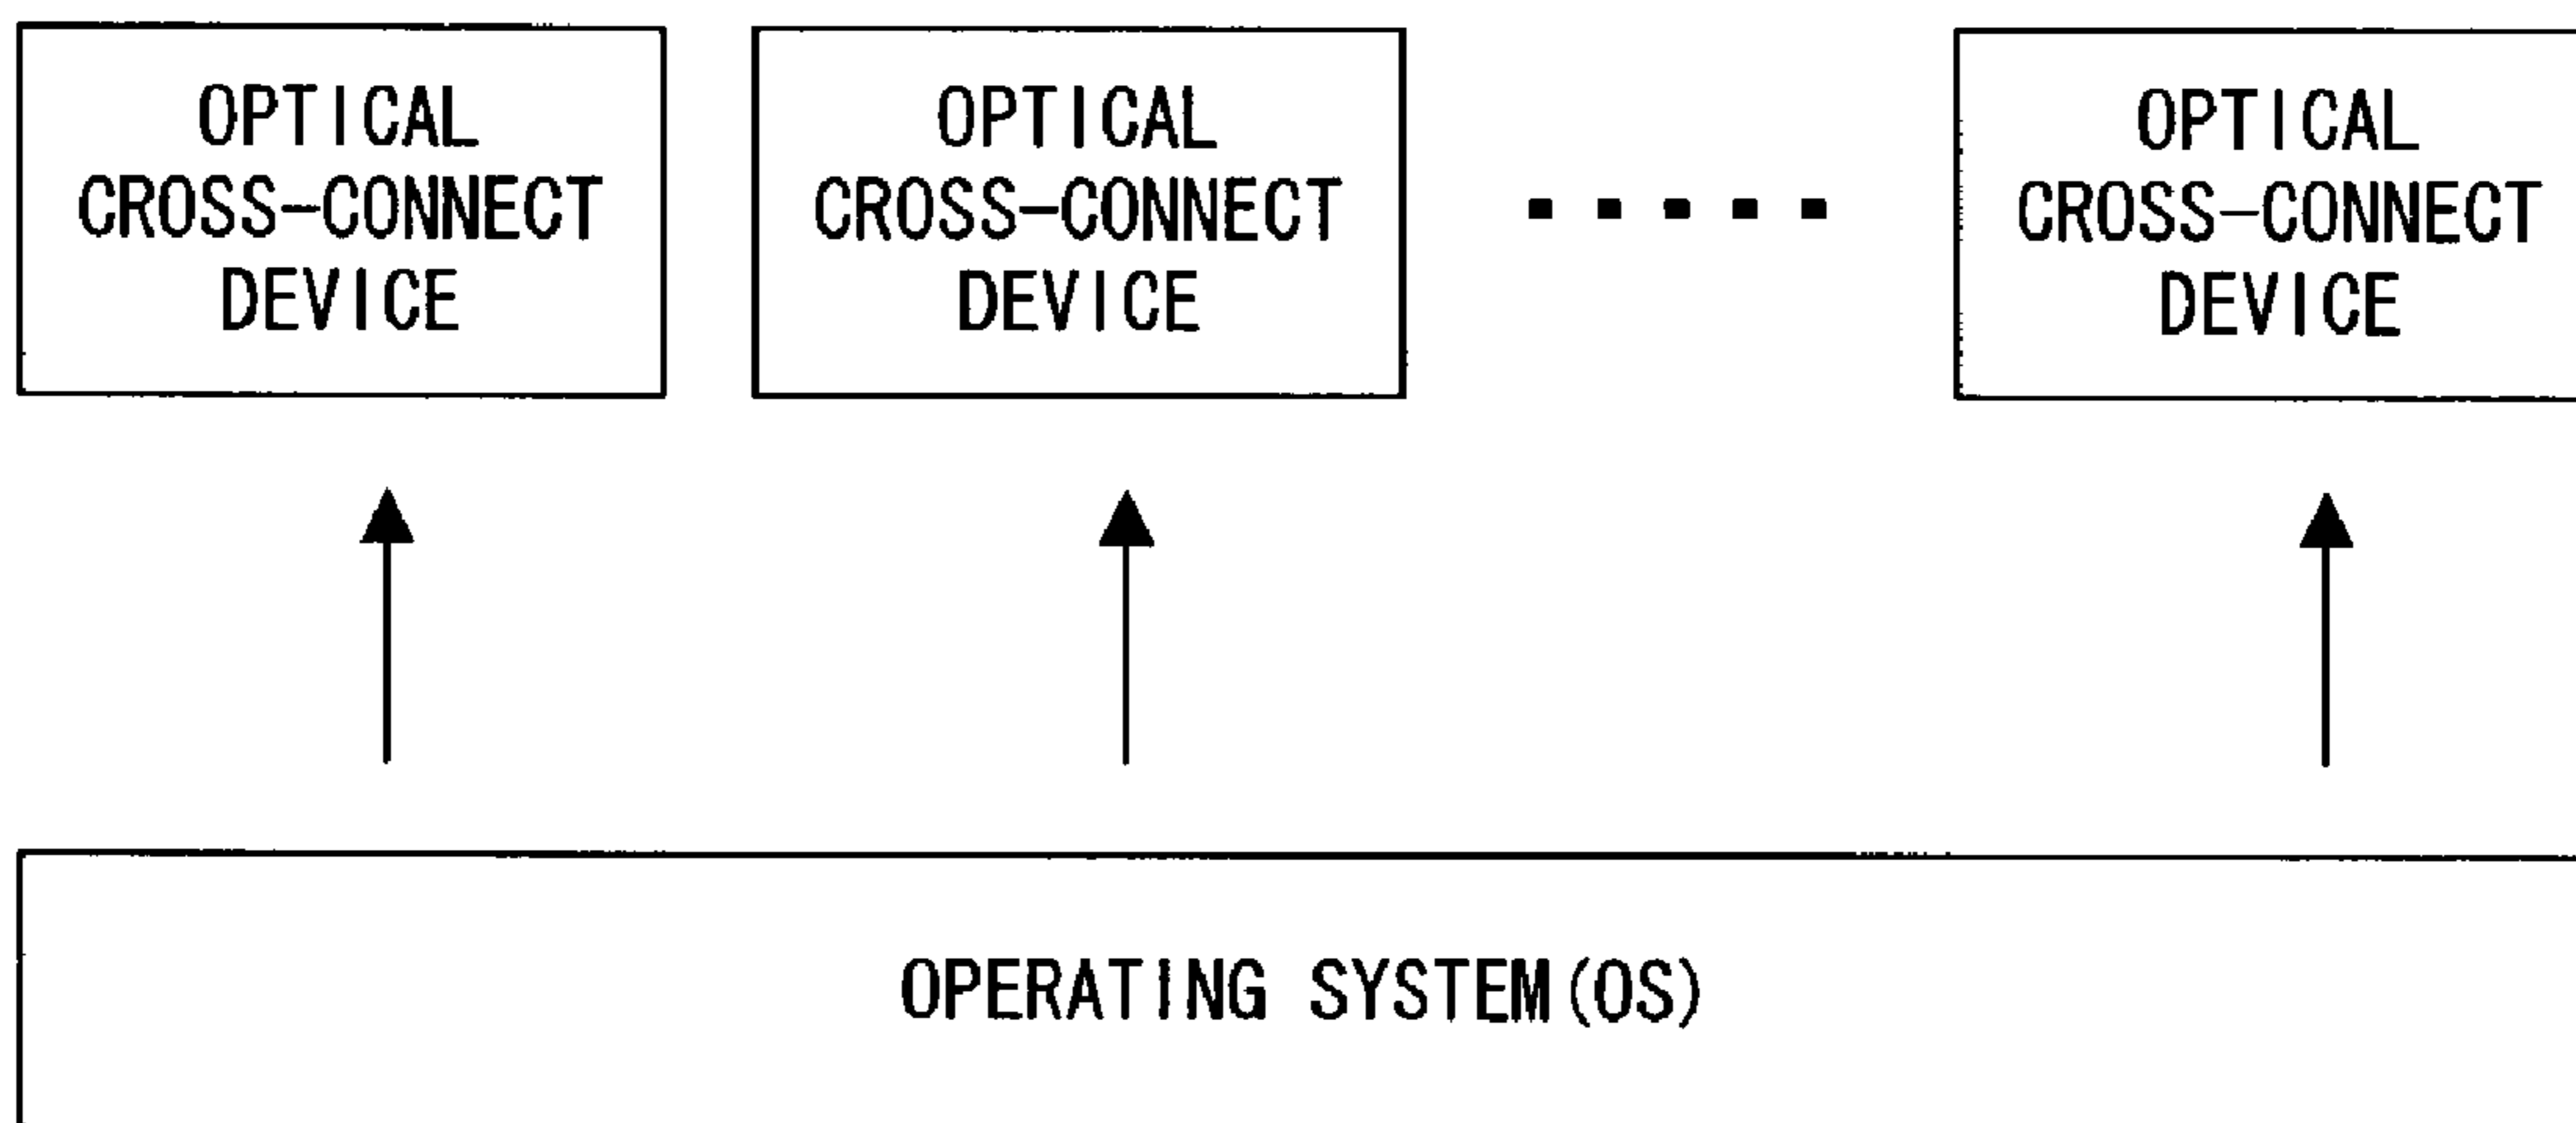 OPTICAL
CROSS-CONNECT
DEVICE
OPTICAL
CROSS-CONNECT
DEVICE
OPTICAL
CROSS-CONNECT
DEVICE
OPERATING SYSTEM(OS)